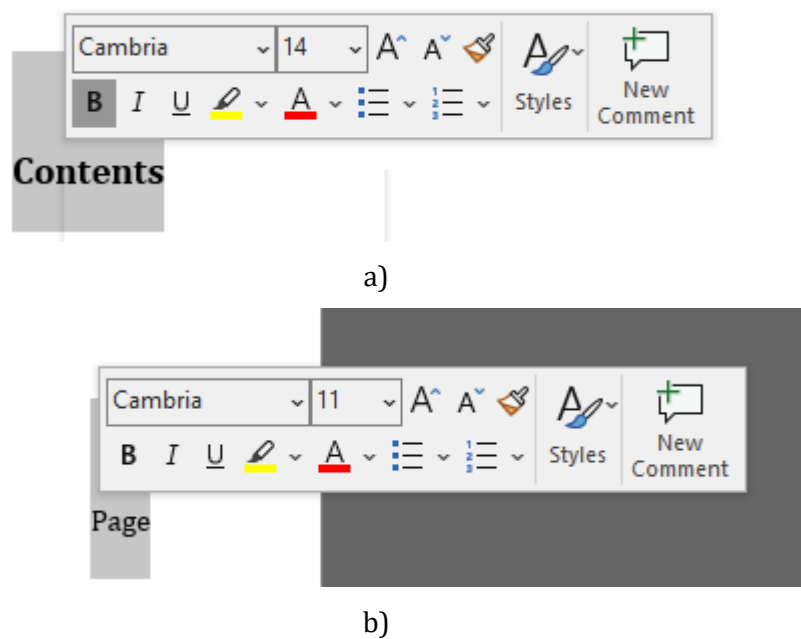 Cambria 14 A A
B I U A Styles New
Comment
Contents
a)
Cambria 11 A A
B I U A Styles New
Comment
Page
b)